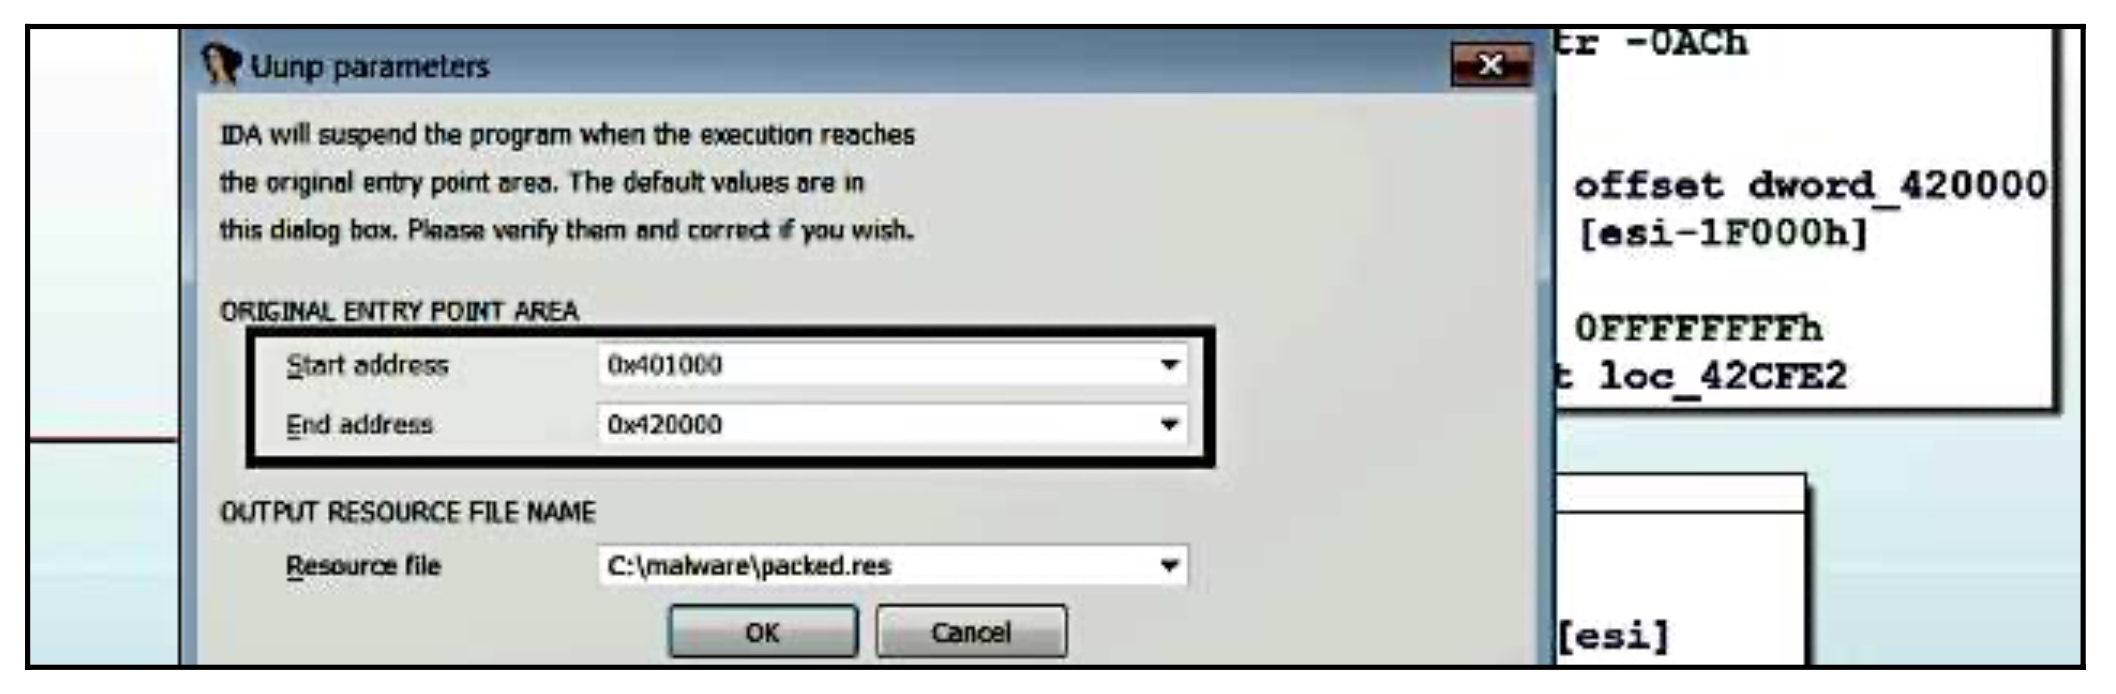 Uunp parameters
IDA will suspend the program when the execution reaches
the original entry point area. The default values are in
this dialog box. Please verify them and correct if you wish.
ORIGINAL ENTRY POINT AREA
Start address 0x401000
End address 0x420000
OUTPUT RESOURCE FILE NAME
Resource file C:\malware\packed.res
OK Cancel
tr -0ACh
offset dword_420000
[esi-1F000h]
0FFFFFFFFh
t loc_42CFE2
[esi]